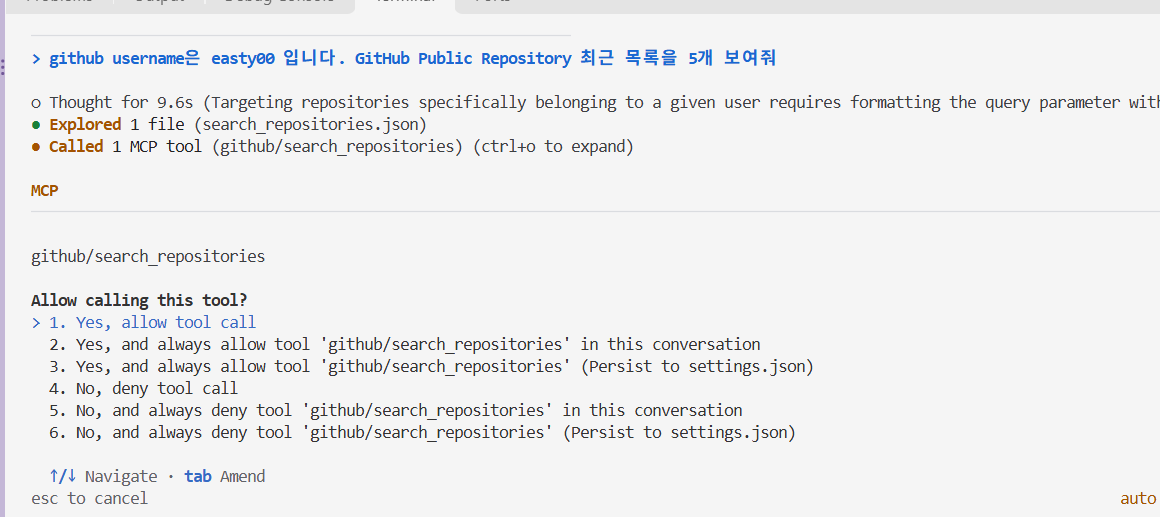 > github username은 easty00 입니다. GitHub Public Repository 최근 목록을 5개 보여줘
○ Thought for 9.6s (Targeting repositories specifically belonging to a given user requires formatting the query parameter with
● Explored 1 file (search_repositories.json)
● Called 1 MCP tool (github/search_repositories) (ctrl+o to expand)
MCP
github/search_repositories
Allow calling this tool?
> 1. Yes, allow tool call
2. Yes, and always allow tool 'github/search_repositories' in this conversation
3. Yes, and always allow tool 'github/search_repositories' (Persist to settings.json)
4. No, deny tool call
5. No, and always deny tool 'github/search_repositories' in this conversation
6. No, and always deny tool 'github/search_repositories' (Persist to settings.json)
↑/↓ Navigate · tab Amend
esc to cancel auto